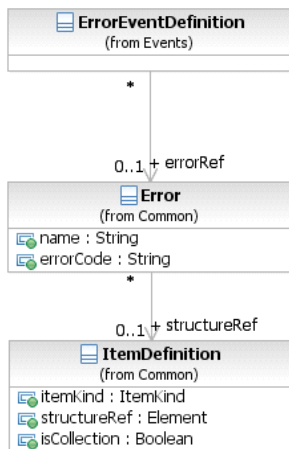 ErrorEventDefinition
(from Events)
*
0..1 + errorRef
Error
(from Common)
name : String
errorCode : String
*
0..1 + structureRef
ItemDefinition
(from Common)
itemKind : ItemKind
structureRef : Element
isCollection : Boolean